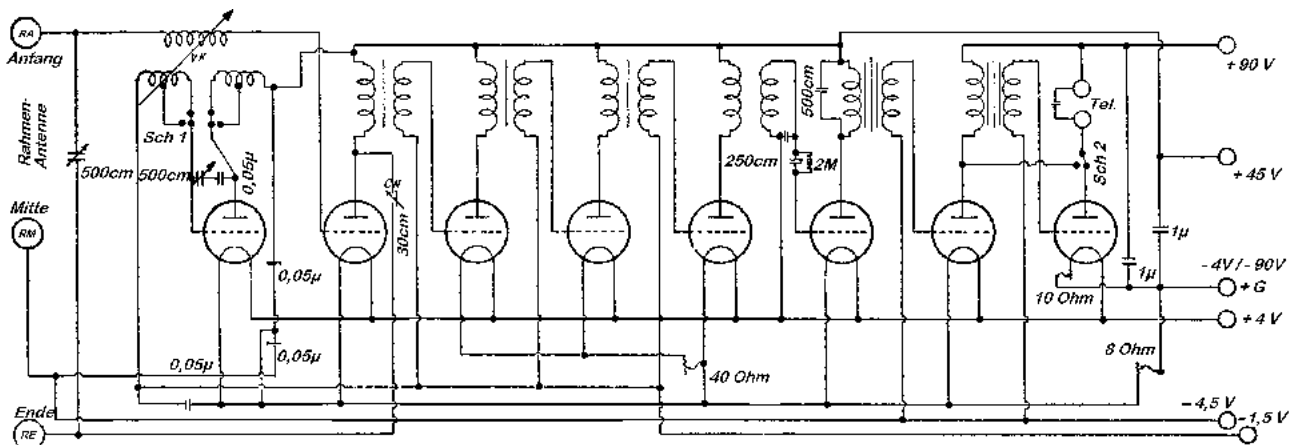 RA
Anfang
Rahmen-
Antenne
500cm
Mitte
RM
Ende
RE
VK
Sch 1
500cm
0,05µ
0,05µ
0,05µ
0,05µ
CN
30cm
250cm
2M
500cm
40 Ohm
Tel.
Sch 2
10 Ohm
1µ
1µ
8 Ohm
+ 90 V
+ 45 V
- 4V / - 90V
+ G
+ 4 V
- 4,5 V
- 1,5 V